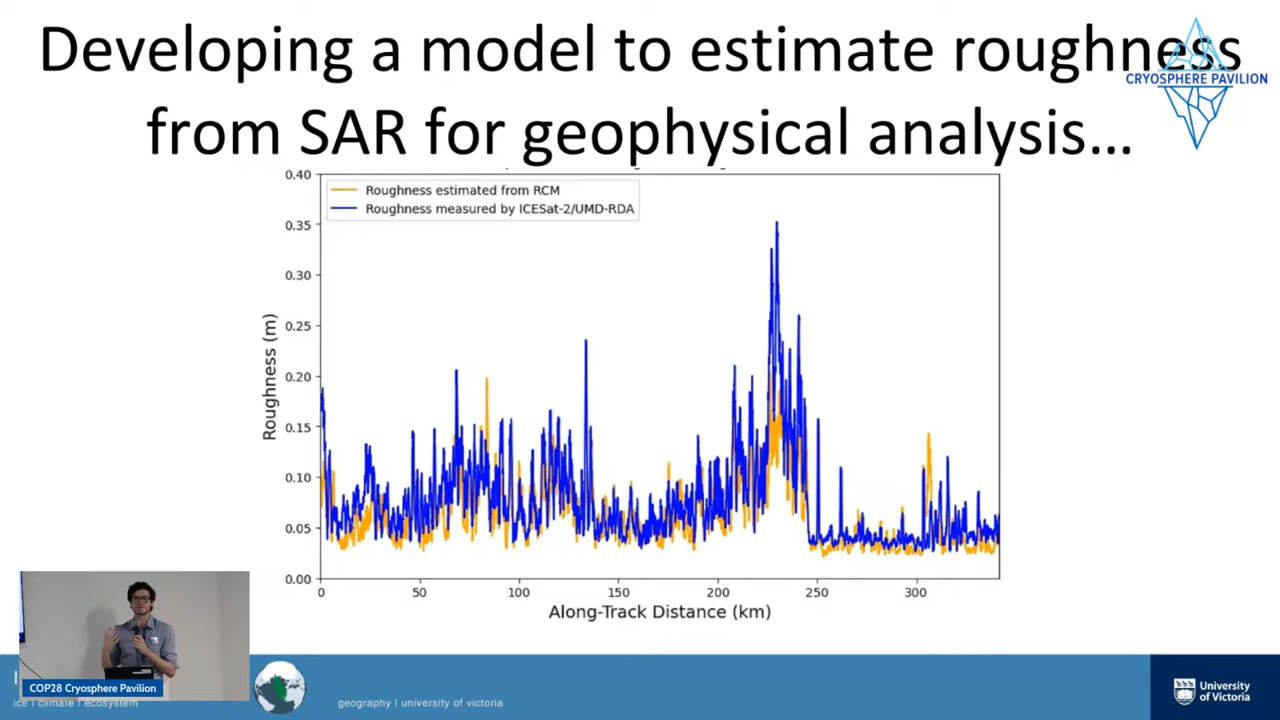 Developing a model to estimate roughness
from SAR for geophysical analysis...
CRYOSPHERE PAVILION
Roughness estimated from RCM
Roughness measured by ICESat-2/UMD-RDA
0.40
0.35
0.30
0.25
0.20
0.15
0.10
0.05
0.00
Roughness (m)
0 50 100 150 200 250 300
Along-Track Distance (km)
COP28 Cryosphere Pavilion
ice | climate | ecosystem
geography | university of victoria
University
of Victoria